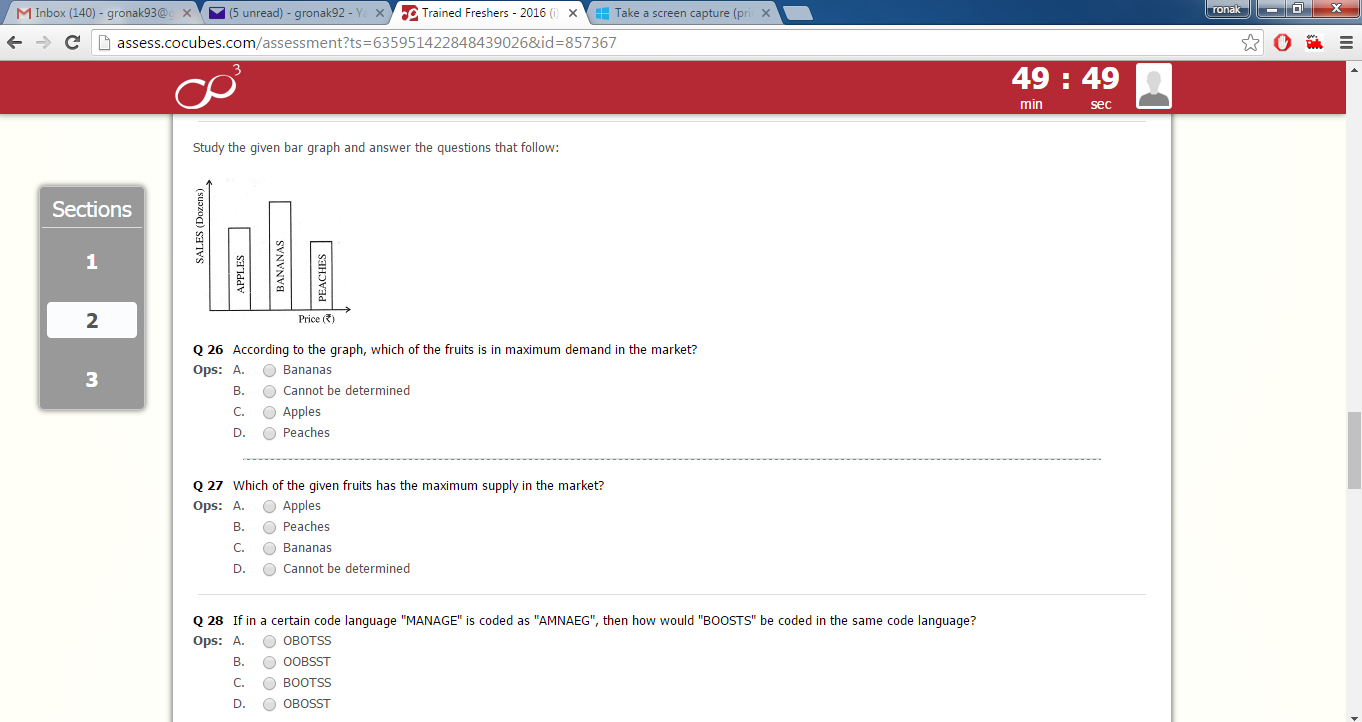 Inbox (140) - gronak93@g
(5 unread) - gronak92 - Ya
Trained Freshers - 2016 (i)
Take a screen capture (pri
ronak
assess.cocubes.com/assessment?ts=635951422848439026&id=857367
3
49 : 49
min sec
Study the given bar graph and answer the questions that follow:
Sections
1
2
3
SALES (Dozens)
APPLES
BANANAS
PEACHES
Price (₹)
Q 26 According to the graph, which of the fruits is in maximum demand in the market?
Ops: A. Bananas
B. Cannot be determined
C. Apples
D. Peaches
Q 27 Which of the given fruits has the maximum supply in the market?
Ops: A. Apples
B. Peaches
C. Bananas
D. Cannot be determined
Q 28 If in a certain code language "MANAGE" is coded as "AMNAEG", then how would "BOOSTS" be coded in the same code language?
Ops: A. OBOTSS
B. OOBSST
C. BOOTSS
D. OBOSST